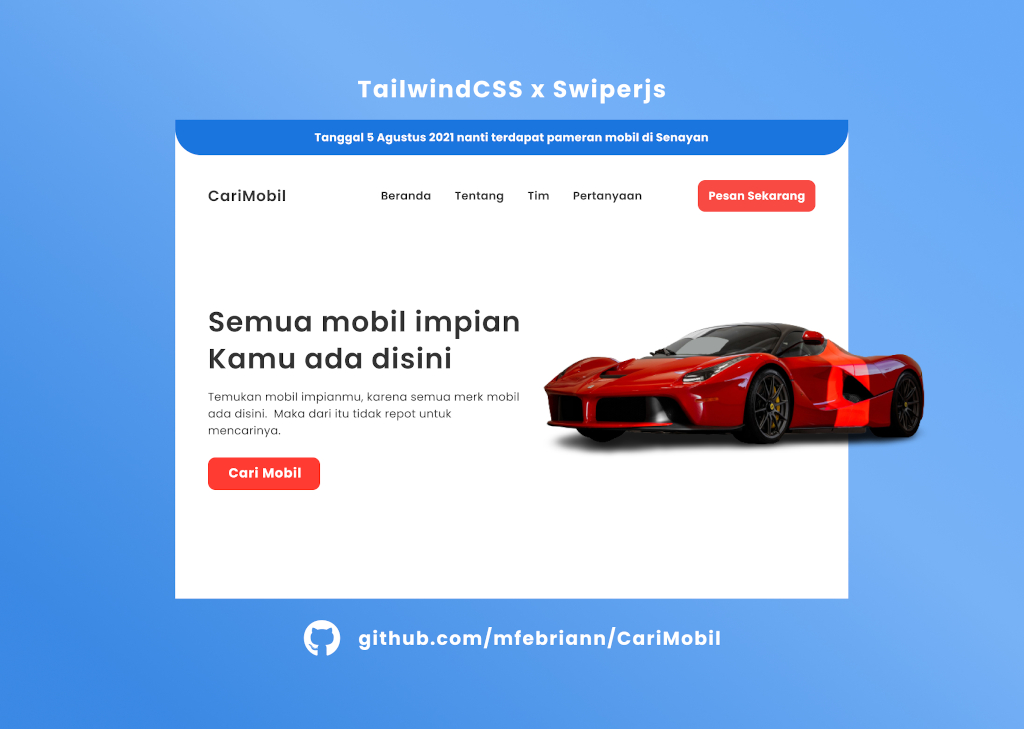 TailwindCSS x Swiperjs
Tanggal 5 Agustus 2021 nanti terdapat pameran mobil di Senayan
CariMobil
Beranda
Tentang
Tim
Pertanyaan
Pesan Sekarang
Semua mobil impian
Kamu ada disini
Temukan mobil impianmu, karena semua merk mobil
ada disini.  Maka dari itu tidak repot untuk
mencarinya.
Cari Mobil
github.com/mfebriann/CariMobil